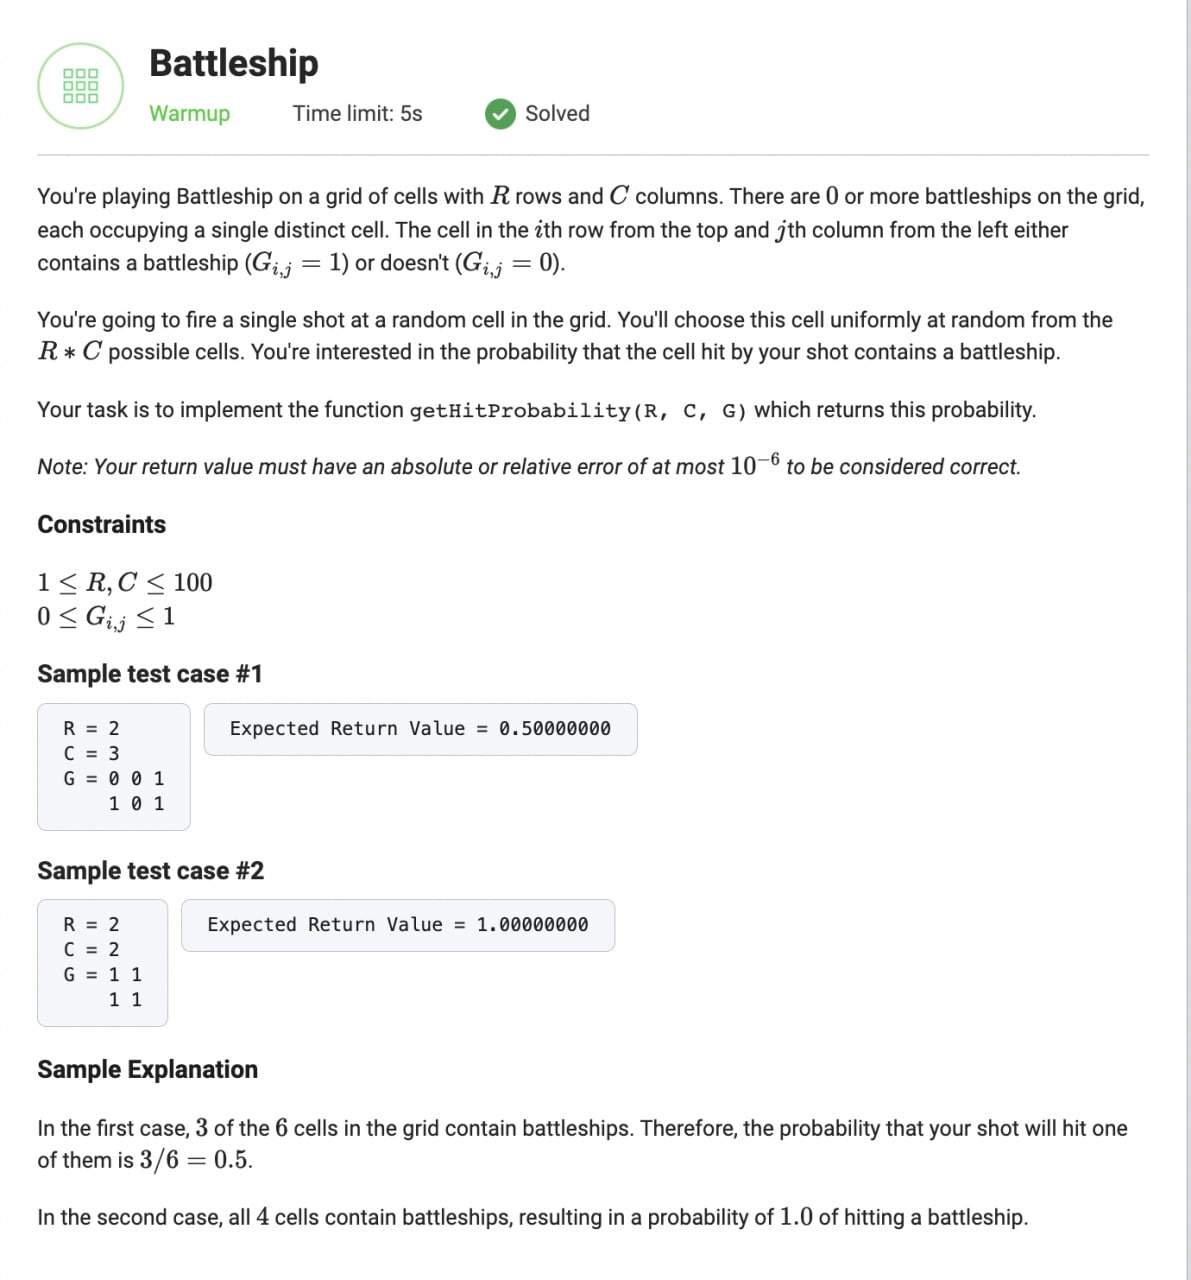 Battleship
Warmup Time limit: 5s Solved
You're playing Battleship on a grid of cells with R rows and C columns. There are 0 or more battleships on the grid,
each occupying a single distinct cell. The cell in the ith row from the top and jth column from the left either
contains a battleship (G_{i,j} = 1) or doesn't (G_{i,j} = 0).
You're going to fire a single shot at a random cell in the grid. You'll choose this cell uniformly at random from the
R * C possible cells. You're interested in the probability that the cell hit by your shot contains a battleship.
Your task is to implement the function getHitProbability(R, C, G) which returns this probability.
Note: Your return value must have an absolute or relative error of at most 10^{-6} to be considered correct.
Constraints
1 ≤ R, C ≤ 100
0 ≤ G_{i,j} ≤ 1
Sample test case #1
R = 2
C = 3
G = 0 0 1
1 0 1
Expected Return Value = 0.50000000
Sample test case #2
R = 2
C = 2
G = 1 1
1 1
Expected Return Value = 1.00000000
Sample Explanation
In the first case, 3 of the 6 cells in the grid contain battleships. Therefore, the probability that your shot will hit one
of them is 3/6 = 0.5.
In the second case, all 4 cells contain battleships, resulting in a probability of 1.0 of hitting a battleship.